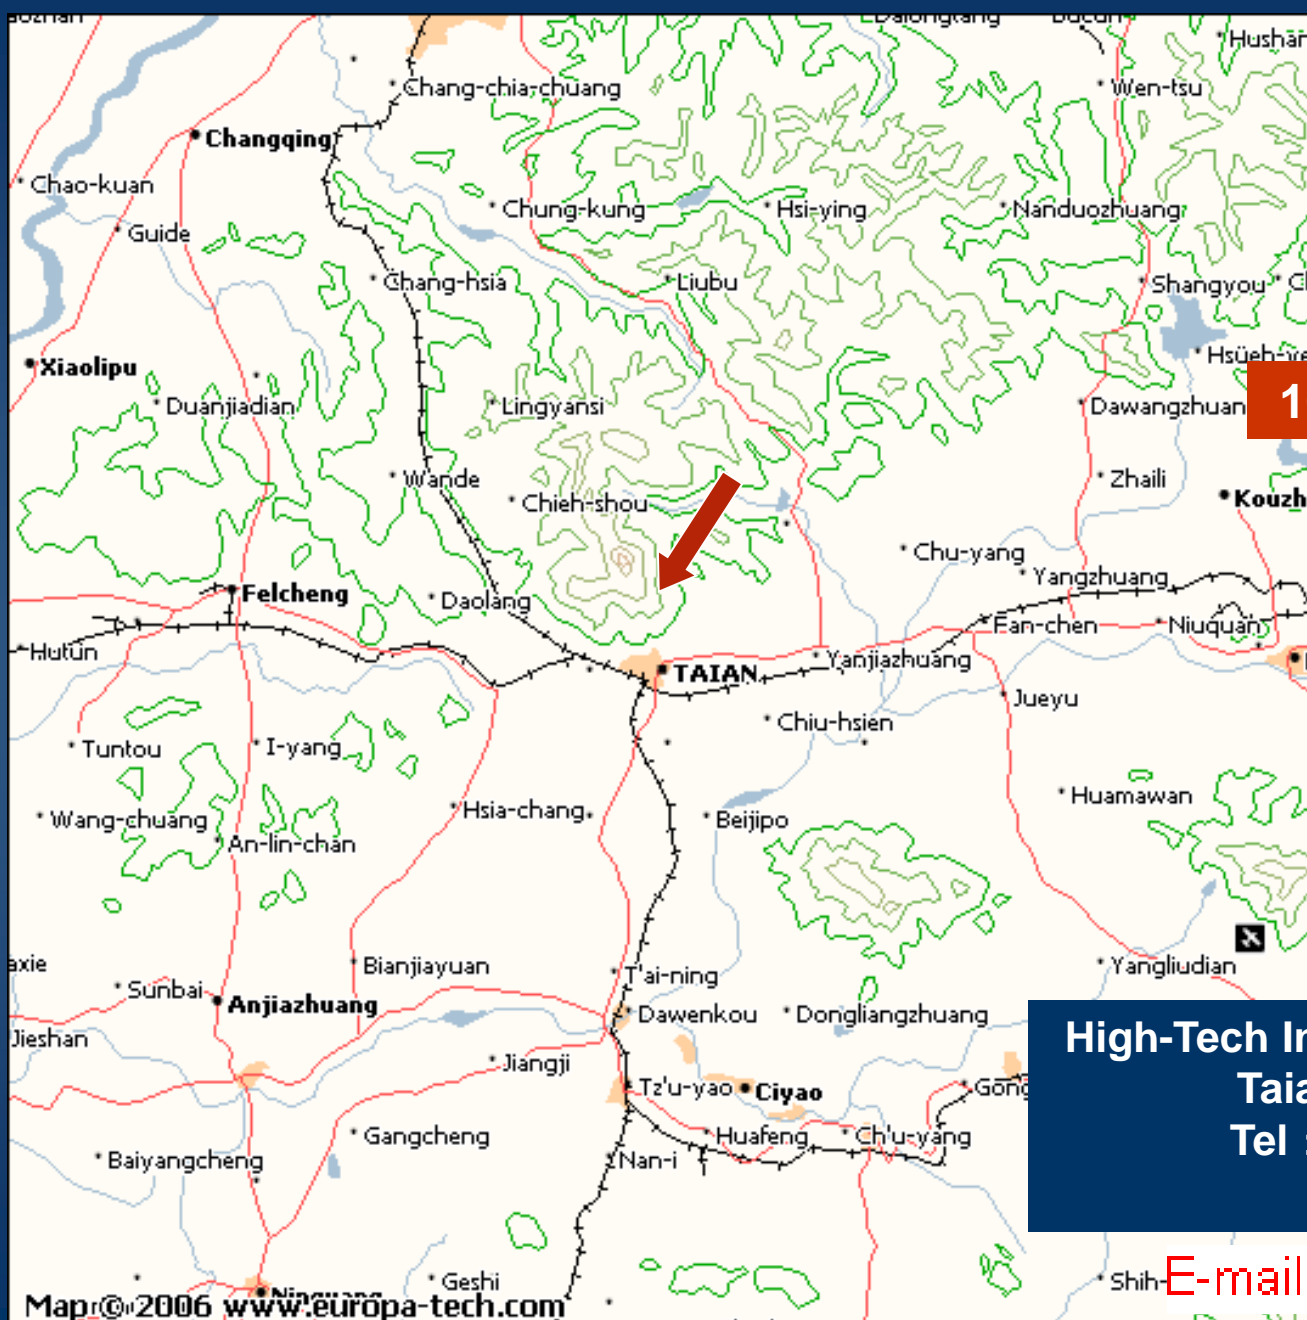 Chang-chia-chuang
Wen-tsu
Changqing
Chao-kuan
Chung-kung
Hsi-ying
Nanduozhuang
Guide
Chang-hsia
Liubu
Shangyou
Xiaolipu
Duanjiadian
Lingyansi
Dawangzhuan
1
Wande
Chieh-shou
Zhaili
Kouzh
Chu-yang
Yangzhuang
Felcheng
Daolang
Fan-chen
Niuquan
Hutun
TAIAN
Yanjiazhuang
Jueyu
Chiu-hsien
Tuntou
I-yang
Huamawan
Wang-chuang
Hsia-chang
Beijipo
An-lin-chan
axie
Bianjiayuan
T'ai-ning
Yangliudian
Sunbai
Anjiazhuang
Dawenkou
Dongliangzhuang
Jieshan
Jiangji
Tz'u-yao
Ciyao
Gong
High-Tech In
Taia
Tel :
Gangcheng
Huafeng
Ch'u-yang
Baiyangcheng
Nan-i
Geshi
Shih-
E-mail
Map © 2006 www.europa-tech.com